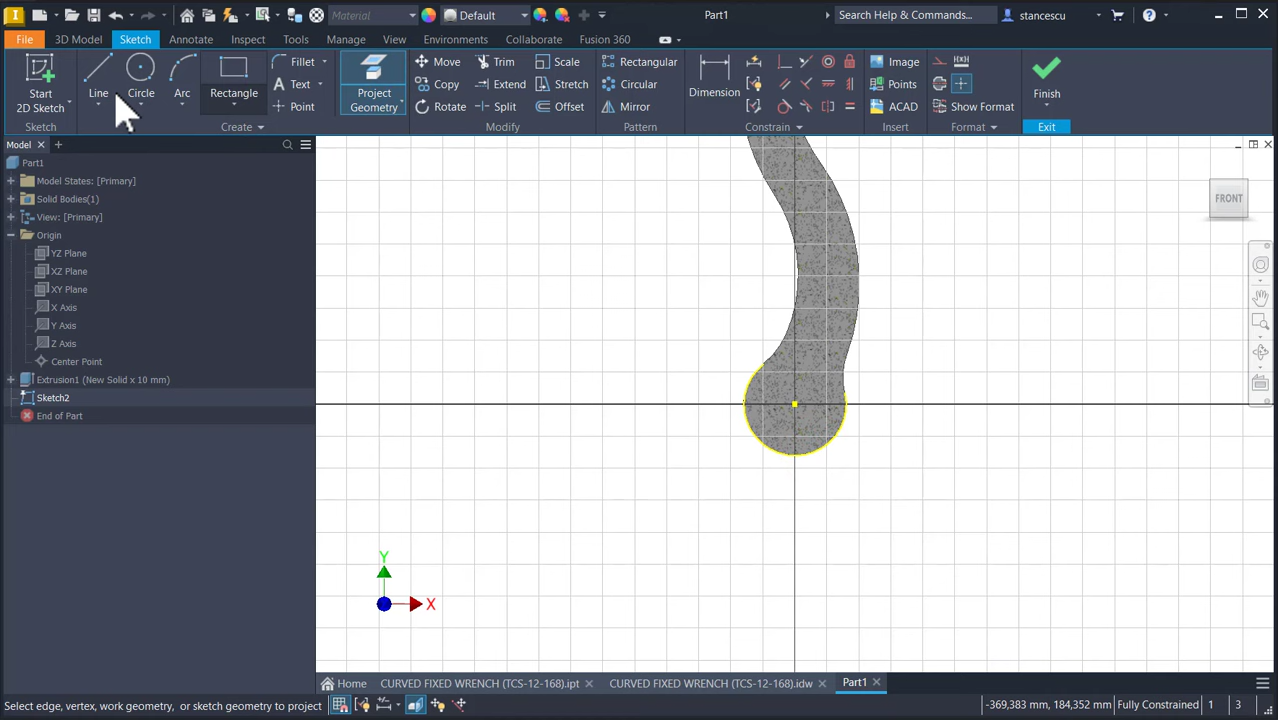 Material
Default
Part1
Search Help & Commands...
stancescu
File
3D Model
Sketch
Annotate
Inspect
Tools
Manage
View
Environments
Collaborate
Fusion 360
Start
2D Sketch
Line
Circle
Arc
Rectangle
Fillet
Text
Point
Project
Geometry
Move
Copy
Rotate
Trim
Extend
Split
Scale
Stretch
Offset
Rectangular
Circular
Mirror
Dimension
Image
Points
ACAD
Show Format
Finish
Sketch
Create
Modify
Pattern
Constrain
Insert
Format
Exit
Model
Part1
Model States: [Primary]
Solid Bodies(1)
View: [Primary]
Origin
YZ Plane
XZ Plane
XY Plane
X Axis
Y Axis
Z Axis
Center Point
Extrusion1 (New Solid x 10 mm)
Sketch2
End of Part
FRONT
Y
X
Home
CURVED FIXED WRENCH (TCS-12-168).ipt
CURVED FIXED WRENCH (TCS-12-168).idw
Part1
Select edge, vertex, work geometry, or sketch geometry to project
-369,383 mm, 184,352 mm
Fully Constrained
1
3